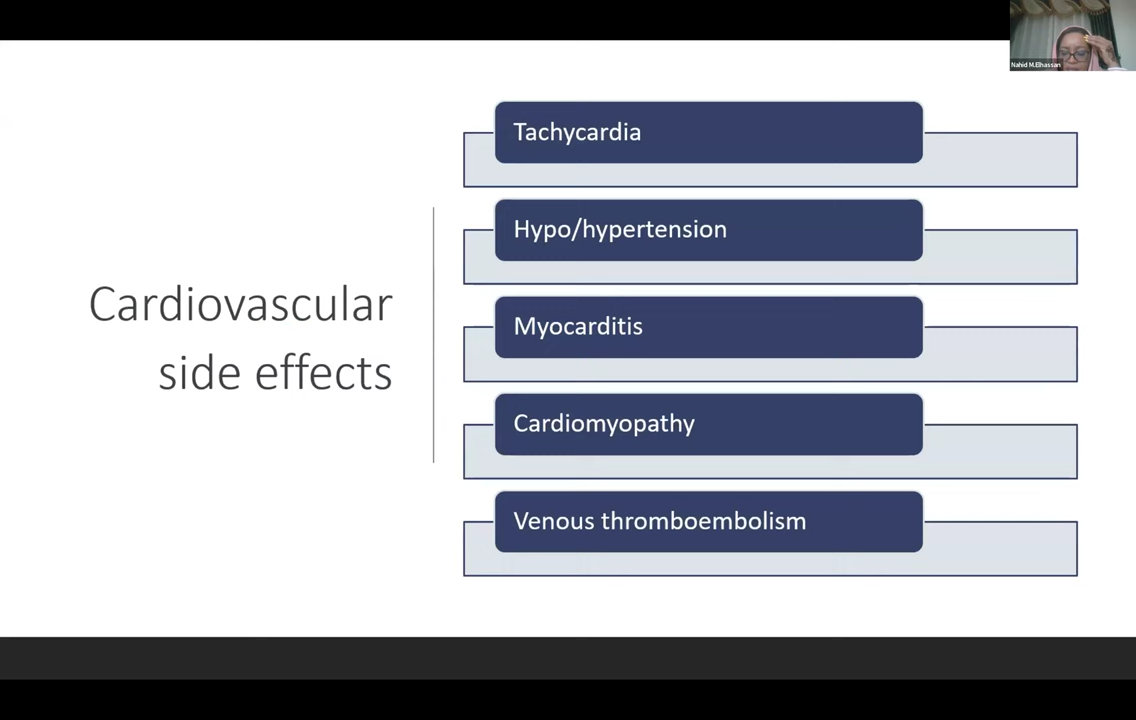 Nahid M.Elhassan
Cardiovascular
side effects
Tachycardia
Hypo/hypertension
Myocarditis
Cardiomyopathy
Venous thromboembolism